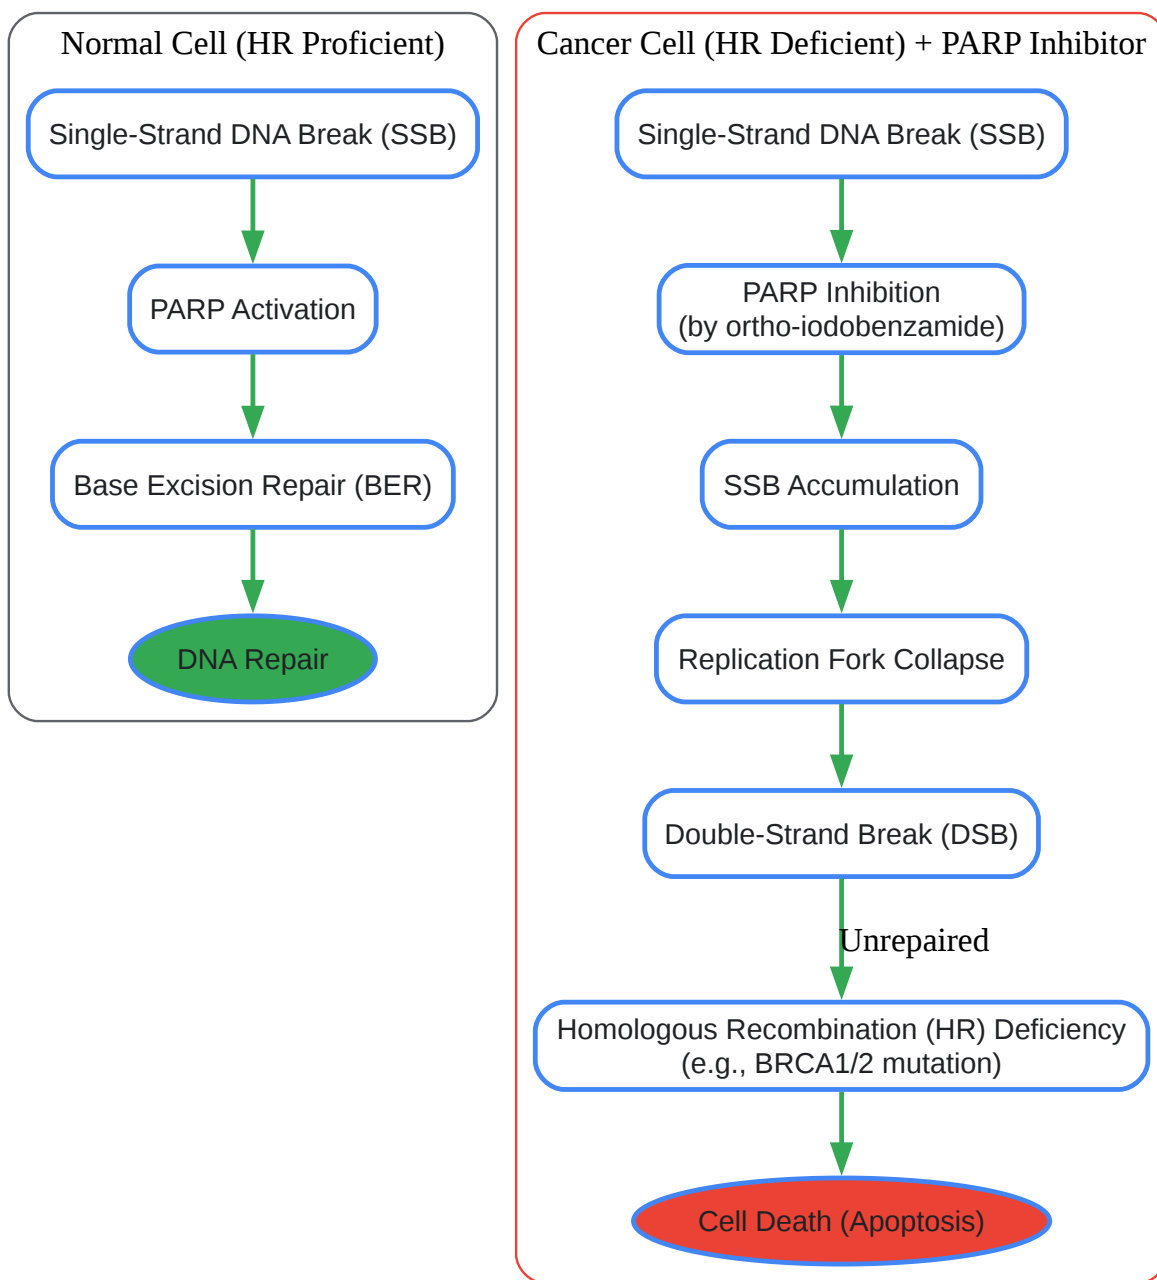 Normal Cell (HR Proficient)
Single-Strand DNA Break (SSB)
PARP Activation
Base Excision Repair (BER)
DNA Repair
Cancer Cell (HR Deficient) + PARP Inhibitor
Single-Strand DNA Break (SSB)
PARP Inhibition
(by ortho-iodobenzamide)
SSB Accumulation
Replication Fork Collapse
Double-Strand Break (DSB)
Unrepaired
Homologous Recombination (HR) Deficiency
(e.g., BRCA1/2 mutation)
Cell Death (Apoptosis)